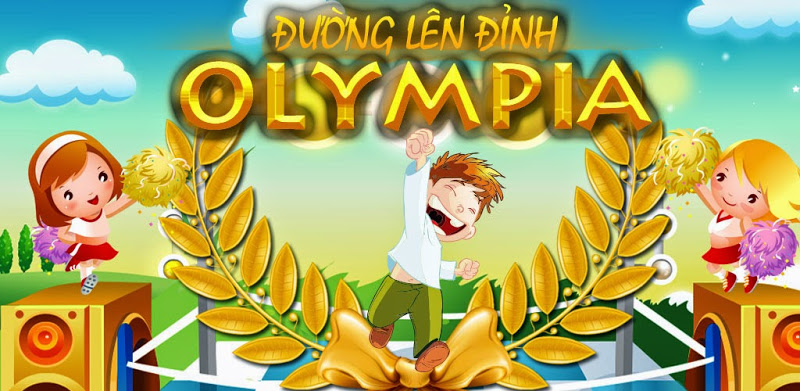 ĐƯỜNG LÊN ĐỈNH
OLYMPIA